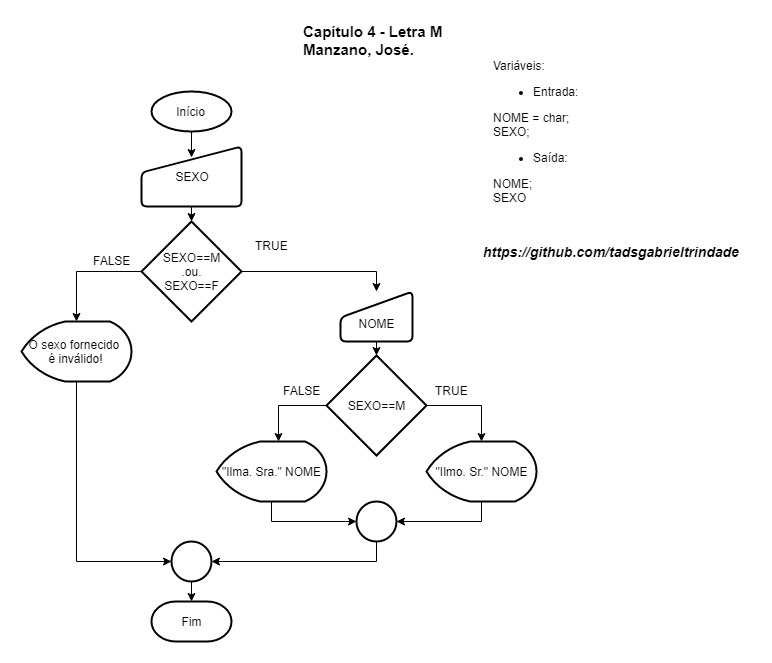 Capítulo 4 - Letra M
Manzano, José.
Variáveis:
Entrada:
NOME = char;
SEXO;
Saída:
NOME;
SEXO
https://github.com/tadsgabrieltrindade
Início
SEXO
SEXO==M
.ou.
SEXO==F
FALSE
TRUE
O sexo fornecido
é inválido!
NOME
SEXO==M
FALSE
TRUE
"Ilma. Sra." NOME
"Ilmo. Sr." NOME
Fim